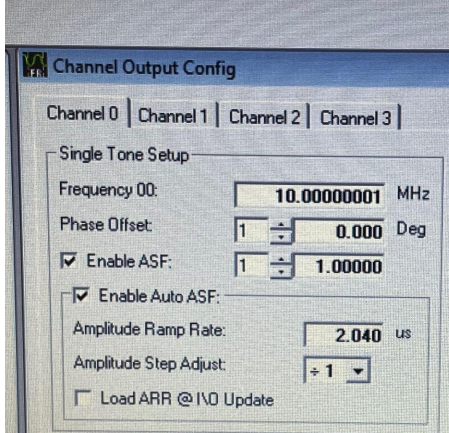 Channel Output Config
Channel 0 Channel 1 Channel 2 Channel 3
Single Tone Setup
Frequency 00: 10.00000001 MHz
Phase Offset: 1 0.000 Deg
Enable ASF: 1 1.00000
Enable Auto ASF:
Amplitude Ramp Rate: 2.040 us
Amplitude Step Adjust: ÷ 1
Load ARR @ I\O Update